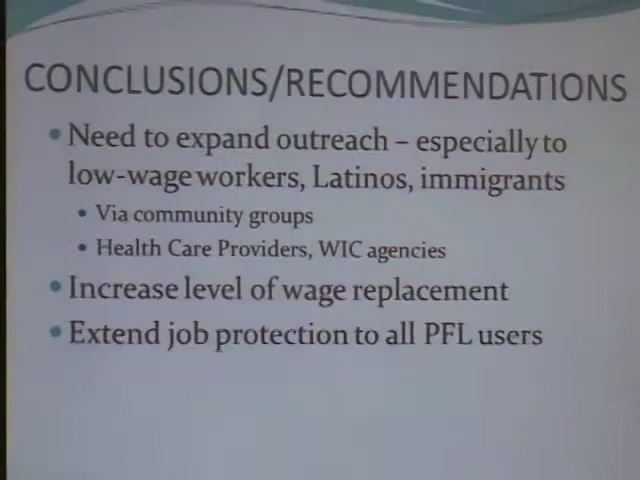 CONCLUSIONS/RECOMMENDATIONS
• Need to expand outreach – especially to
low-wage workers, Latinos, immigrants
• Via community groups
• Health Care Providers, WIC agencies
• Increase level of wage replacement
• Extend job protection to all PFL users